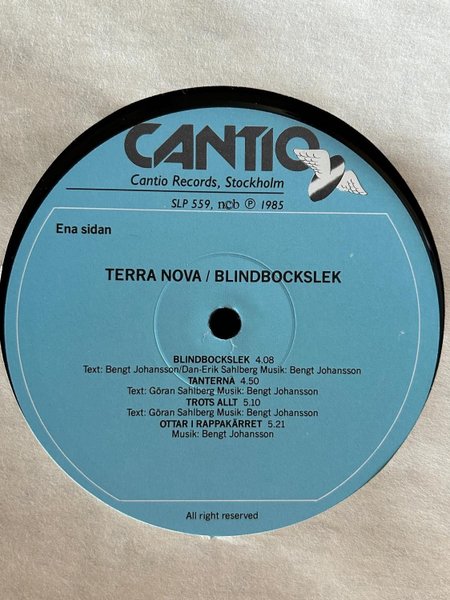 CANTIO
Cantio Records, Stockholm
SLP 559, ncb ℗ 1985
Ena sidan
TERRA NOVA / BLINDBOCKSLEK
BLINDBOCKSLEK 4.08
Text: Bengt Johansson/Dan-Erik Sahlberg Musik: Bengt Johansson
TANTERNA 4.50
Text: Göran Sahlberg Musik: Bengt Johansson
TROTS ALLT 5.10
Text: Göran Sahlberg Musik: Bengt Johansson
OTTAR I RAPPAKÄRRET 5.21
Musik: Bengt Johansson
All right reserved